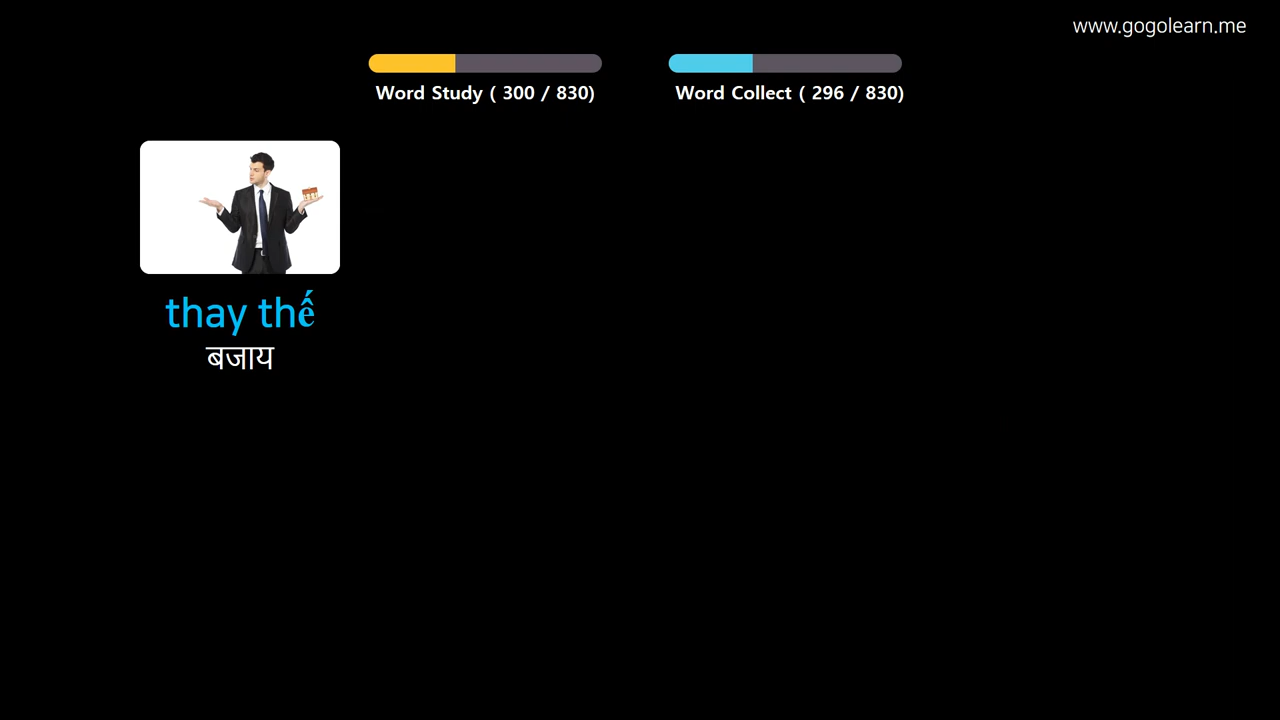 www.gogolearn.me
Word Study ( 300 / 830)
Word Collect ( 296 / 830)
thay thế
बजाय